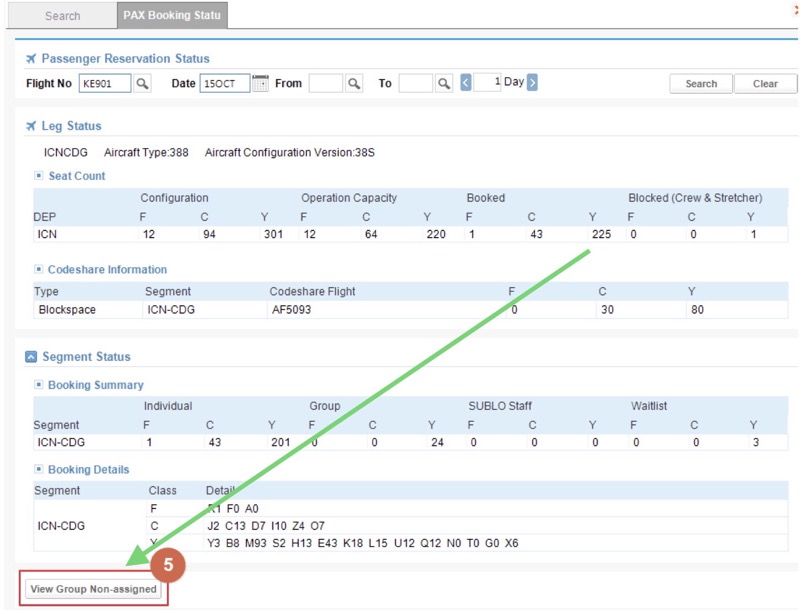 Search PAX Booking Statu
Passenger Reservation Status
Flight No KE901 Date 15OCT From To 1 Day Search Clear
Leg Status
ICNCDG Aircraft Type:388 Aircraft Configuration Version:38S
Seat Count
Configuration Operation Capacity Booked Blocked (Crew & Stretcher)
DEP F C Y F C Y F C Y F C Y
ICN 12 94 301 12 64 220 1 43 225 0 0 1
Codeshare Information
Type Segment Codeshare Flight F C Y
Blockspace ICN-CDG AF5093 0 30 80
Segment Status
Booking Summary
Individual Group SUBLO Staff Waitlist
Segment F C Y F C Y F C Y F C Y
ICN-CDG 1 43 201 0 0 24 0 0 0 0 0 3
Booking Details
Segment Class Details
F R1 F0 A0
ICN-CDG C J2 C13 D7 I10 Z4 O7
Y Y3 B8 M93 S2 H13 E43 K18 L15 U12 Q12 N0 T0 G0 X6
5
View Group Non-assigned